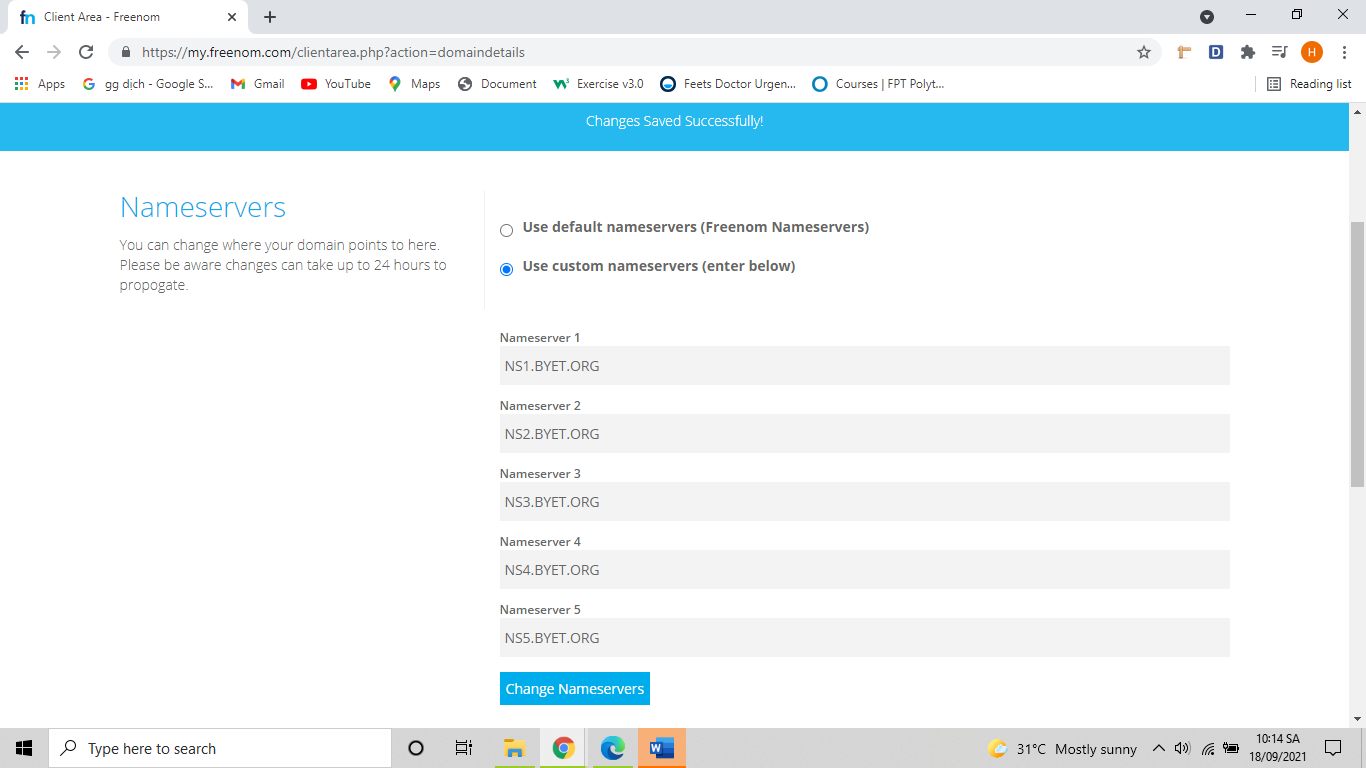 fn Client Area - Freenom
https://my.freenom.com/clientarea.php?action=domaindetails
D H
Apps G gg dịch - Google S... Gmail YouTube Maps Document Exercise v3.0 Feets Doctor Urgen... Courses | FPT Polyt... Reading list
Changes Saved Successfully!
Nameservers
You can change where your domain points to here.
Please be aware changes can take up to 24 hours to
propogate.
Use default nameservers (Freenom Nameservers)
Use custom nameservers (enter below)
Nameserver 1
NS1.BYET.ORG
Nameserver 2
NS2.BYET.ORG
Nameserver 3
NS3.BYET.ORG
Nameserver 4
NS4.BYET.ORG
Nameserver 5
NS5.BYET.ORG
Change Nameservers
Type here to search
W
31°C Mostly sunny
10:14 SA
18/09/2021